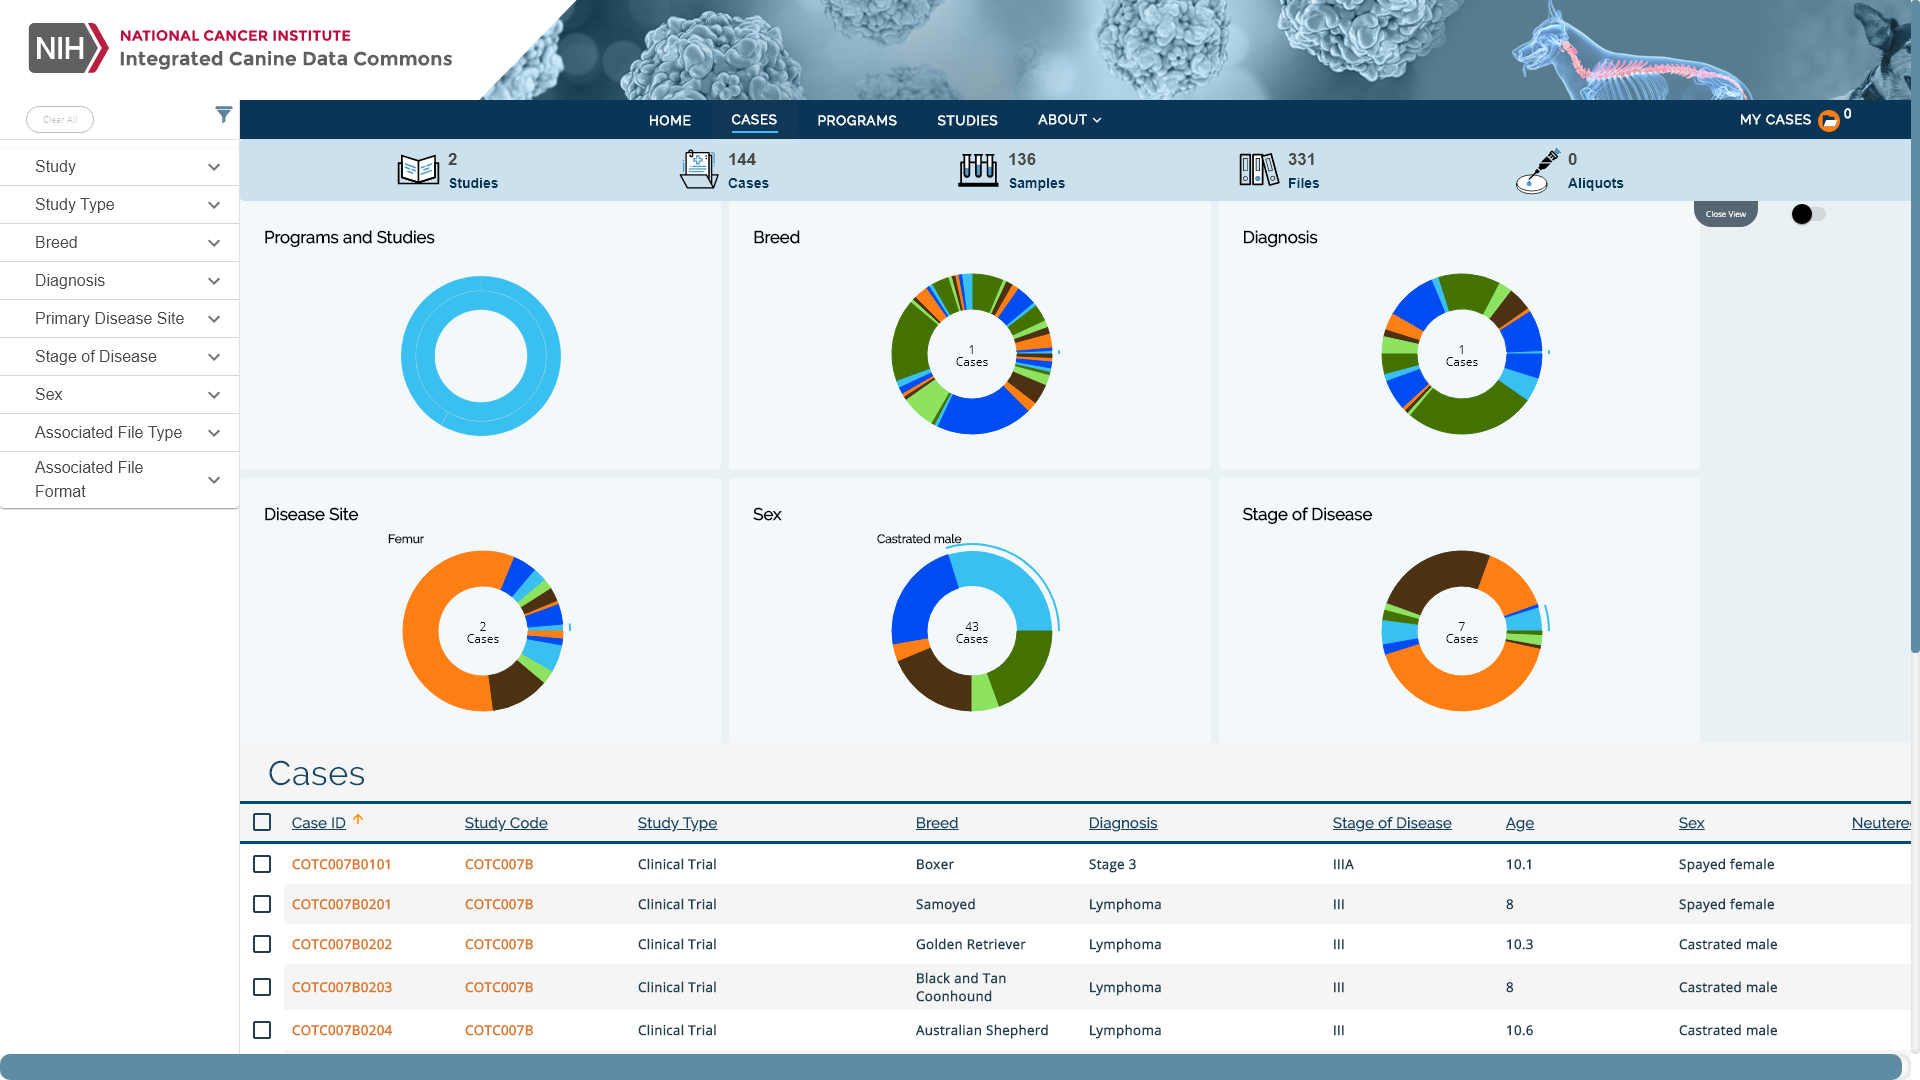 NIH
NATIONAL CANCER INSTITUTE
Integrated Canine Data Commons
Clear All
HOME
CASES
PROGRAMS
STUDIES
ABOUT
MY CASES
0
2
Studies
144
Cases
136
Samples
331
Files
0
Aliquots
Study
Study Type
Breed
Diagnosis
Primary Disease Site
Stage of Disease
Sex
Associated File Type
Associated File
Format
Close View
Programs and Studies
Breed
1
Cases
Diagnosis
1
Cases
Disease Site
Femur
2
Cases
Sex
Castrated male
43
Cases
Stage of Disease
7
Cases
Cases
Case ID Study Code Study Type Breed Diagnosis Stage of Disease Age Sex Neutered
COTC007B0101 COTC007B Clinical Trial Boxer Stage 3 IIIA 10.1 Spayed female
COTC007B0201 COTC007B Clinical Trial Samoyed Lymphoma III 8 Spayed female
COTC007B0202 COTC007B Clinical Trial Golden Retriever Lymphoma III 10.3 Castrated male
COTC007B0203 COTC007B Clinical Trial Black and Tan Coonhound Lymphoma III 8 Castrated male
COTC007B0204 COTC007B Clinical Trial Australian Shepherd Lymphoma III 10.6 Castrated male